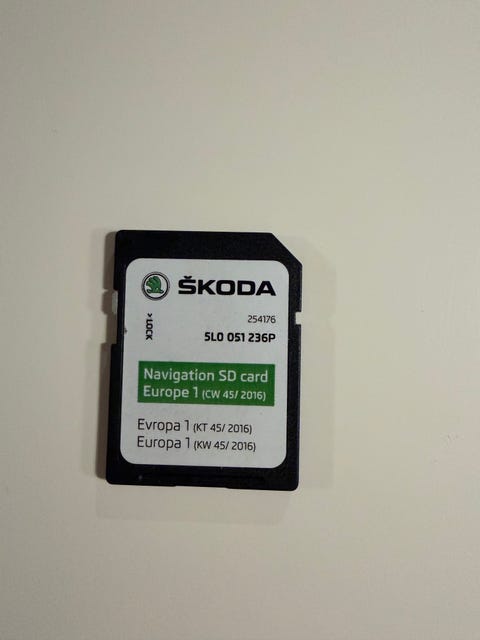 ŠKODA
254176
>LOCK
5L0 051 236P
Navigation SD card
Europe 1 (CW 45/ 2016)
Evropa 1 (KT 45/ 2016)
Europa 1 (KW 45/ 2016)